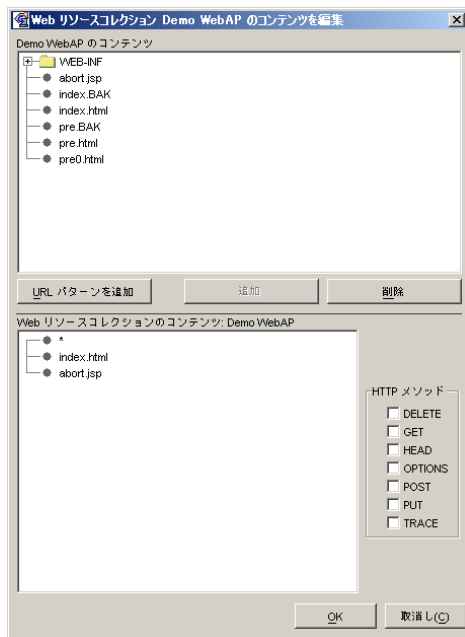 Web リソースコレクション Demo WebAP のコンテンツを編集
Demo WebAP のコンテンツ
WEB-INF
abort.jsp
index.BAK
index.html
pre.BAK
pre.html
pre0.html
URL パターンを追加
追加
削除
Web リソースコレクションのコンテンツ: Demo WebAP
*
index.html
abort.jsp
HTTP メソッド
DELETE
GET
HEAD
OPTIONS
POST
PUT
TRACE
OK
取消し(C)